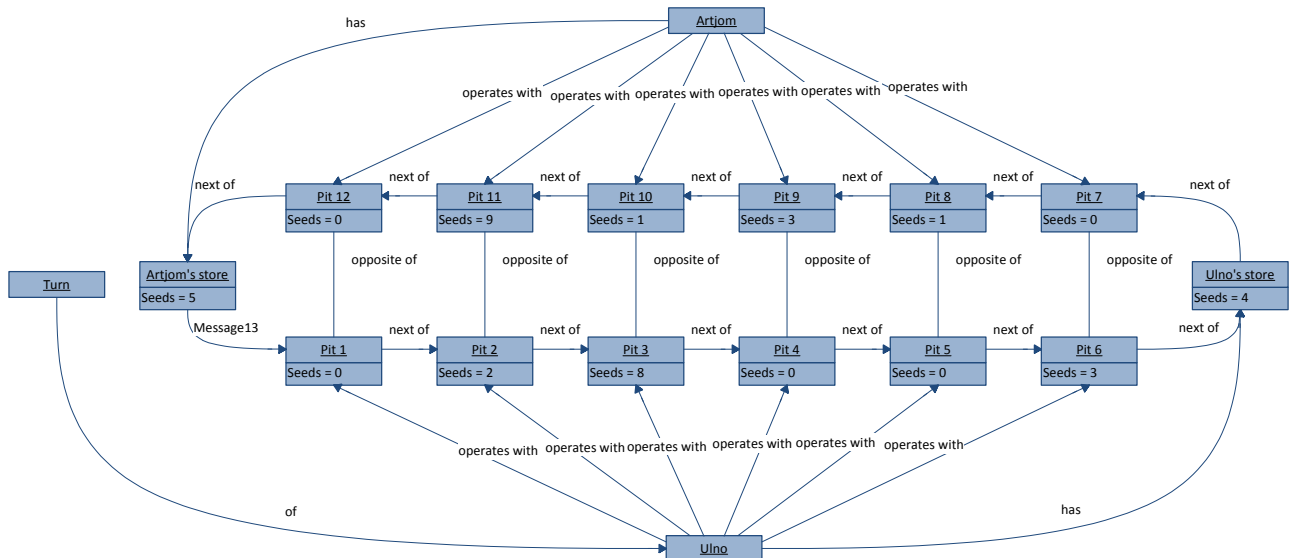 Artjom
has
operates with operates with operates with operates with operates with operates with
next of next of next of next of next of next of next of
Pit 12 Pit 11 Pit 10 Pit 9 Pit 8 Pit 7
Seeds = 0 Seeds = 9 Seeds = 1 Seeds = 3 Seeds = 1 Seeds = 0
opposite of opposite of opposite of opposite of opposite of opposite of
Turn Artjom's store Ulno's store
Seeds = 5 Seeds = 4
Message13 next of next of next of next of next of next of
Pit 1 Pit 2 Pit 3 Pit 4 Pit 5 Pit 6
Seeds = 0 Seeds = 2 Seeds = 8 Seeds = 0 Seeds = 0 Seeds = 3
operates with operates with operates with operates with operates with operates with
of has
Ulno